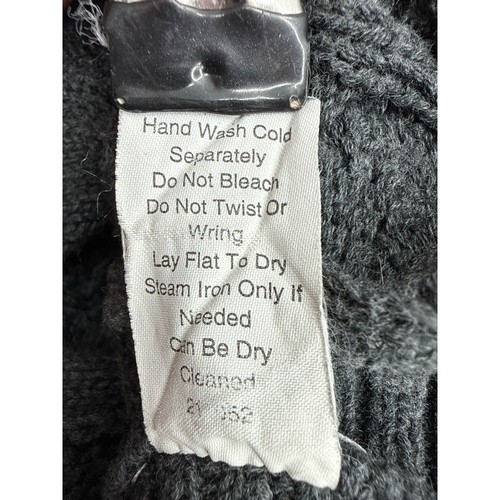 Hand Wash Cold
Separately
Do Not Bleach
Do Not Twist Or
Wring
Lay Flat To Dry
Steam Iron Only If
Needed
Can Be Dry
Cleaned